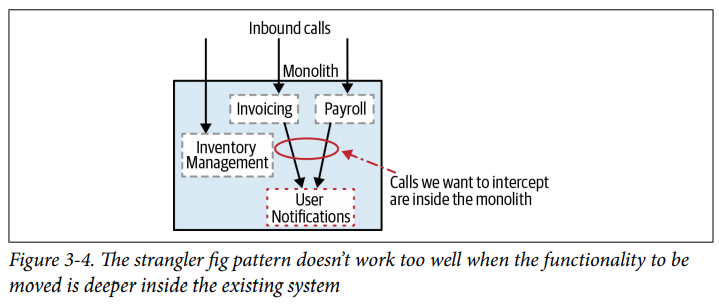 Inbound calls
Monolith
Invoicing
Payroll
Inventory
Management
Calls we want to intercept
are inside the monolith
User
Notifications
Figure 3-4. The strangler fig pattern doesn’t work too well when the functionality to be
moved is deeper inside the existing system